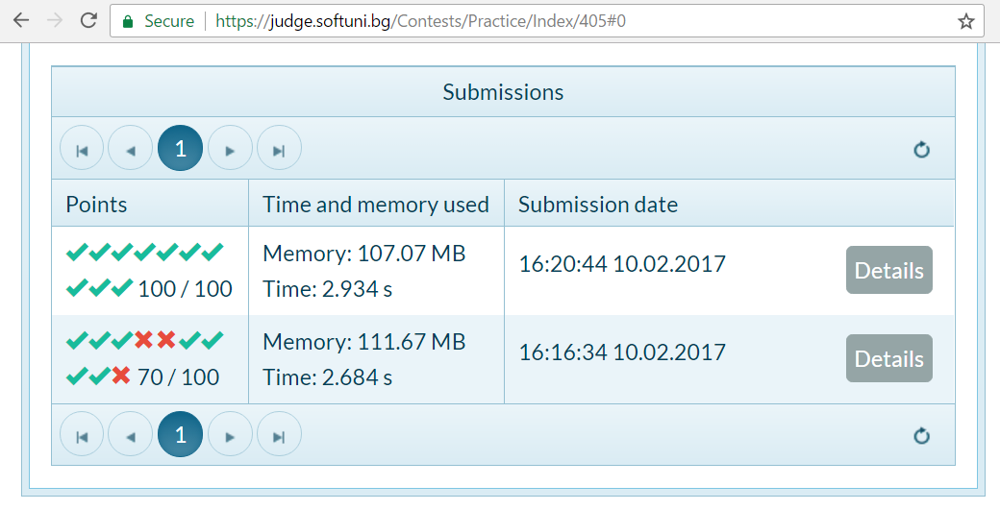 Secure https://judge.softuni.bg/Contests/Practice/Index/405#0
Submissions
1
Points Time and memory used Submission date
Memory: 107.07 MB
100 / 100 Time: 2.934 s
16:20:44 10.02.2017 Details
Memory: 111.67 MB
70 / 100 Time: 2.684 s
16:16:34 10.02.2017 Details
1